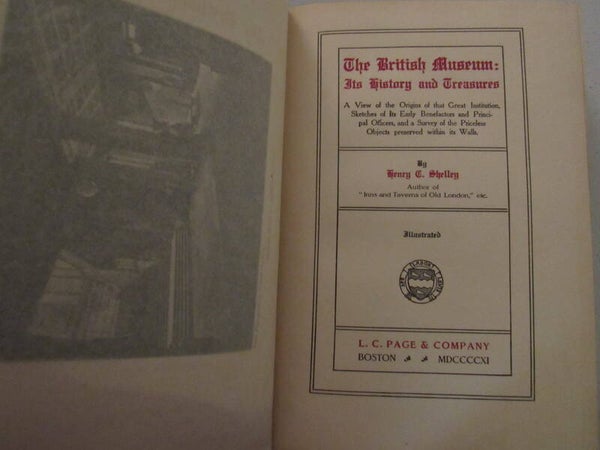 The British Museum:
Its History and Treasures
A View of the Origins of that Great Institution,
Sketches of Its Early Benefactors and Princi-
pal Officers, and a Survey of the Priceless
Objects preserved within its Walls.
By
Henry C. Shelley
Author of
"Inns and Taverns of Old London," etc.
Illustrated
L. C. PAGE & COMPANY
BOSTON MDCCCCXI